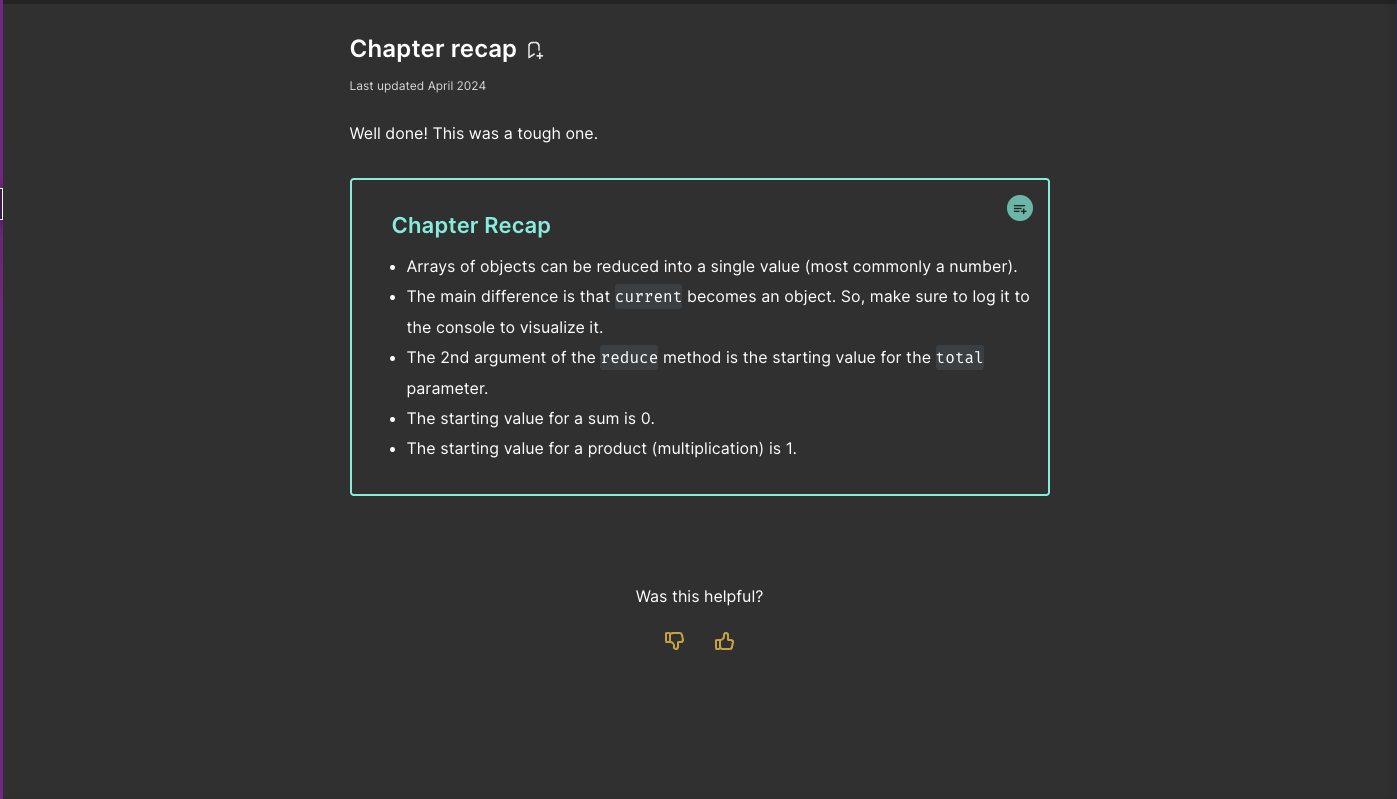 Chapter recap
Last updated April 2024
Well done! This was a tough one.
Chapter Recap
• Arrays of objects can be reduced into a single value (most commonly a number).
• The main difference is that current becomes an object. So, make sure to log it to
the console to visualize it.
• The 2nd argument of the reduce method is the starting value for the total
parameter.
• The starting value for a sum is 0.
• The starting value for a product (multiplication) is 1.
Was this helpful?